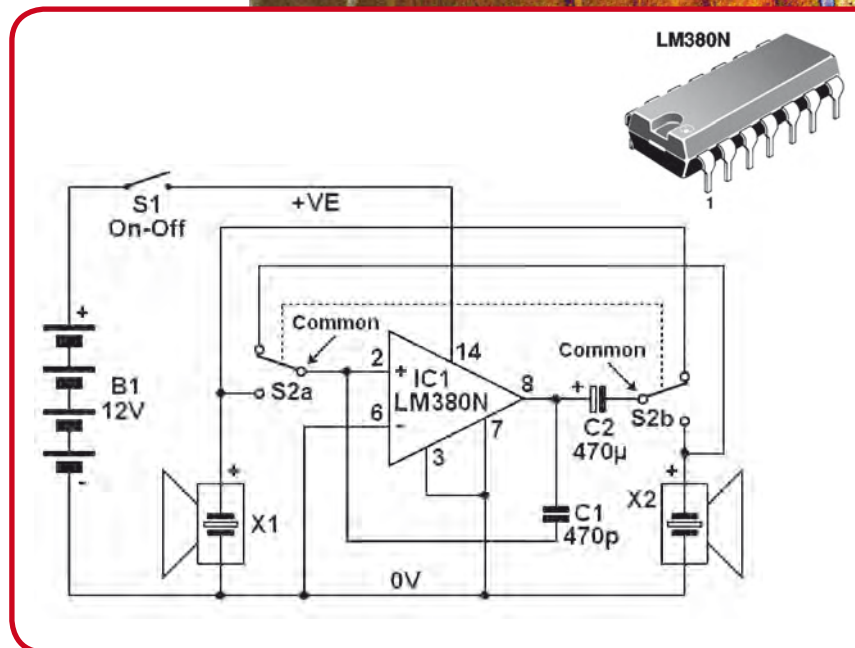 LM380N
1
S1
On-Off
+VE
+
B1
12V
-
Common
S2a
2
+
6
-
IC1
LM380N
14
3
7
8
+
C2
470µ
Common
S2b
C1
470p
+
X1
+
X2
0V